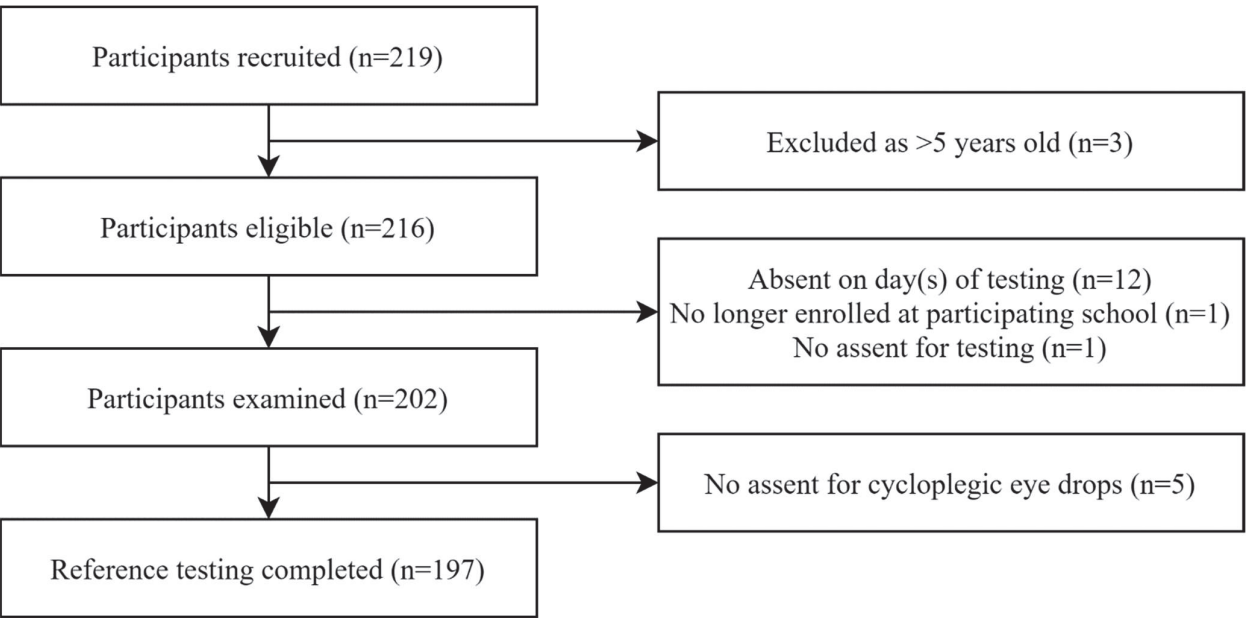 Participants recruited (n=219)
Excluded as >5 years old (n=3)
Participants eligible (n=216)
Absent on day(s) of testing (n=12)
No longer enrolled at participating school (n=1)
No assent for testing (n=1)
Participants examined (n=202)
No assent for cycloplegic eye drops (n=5)
Reference testing completed (n=197)